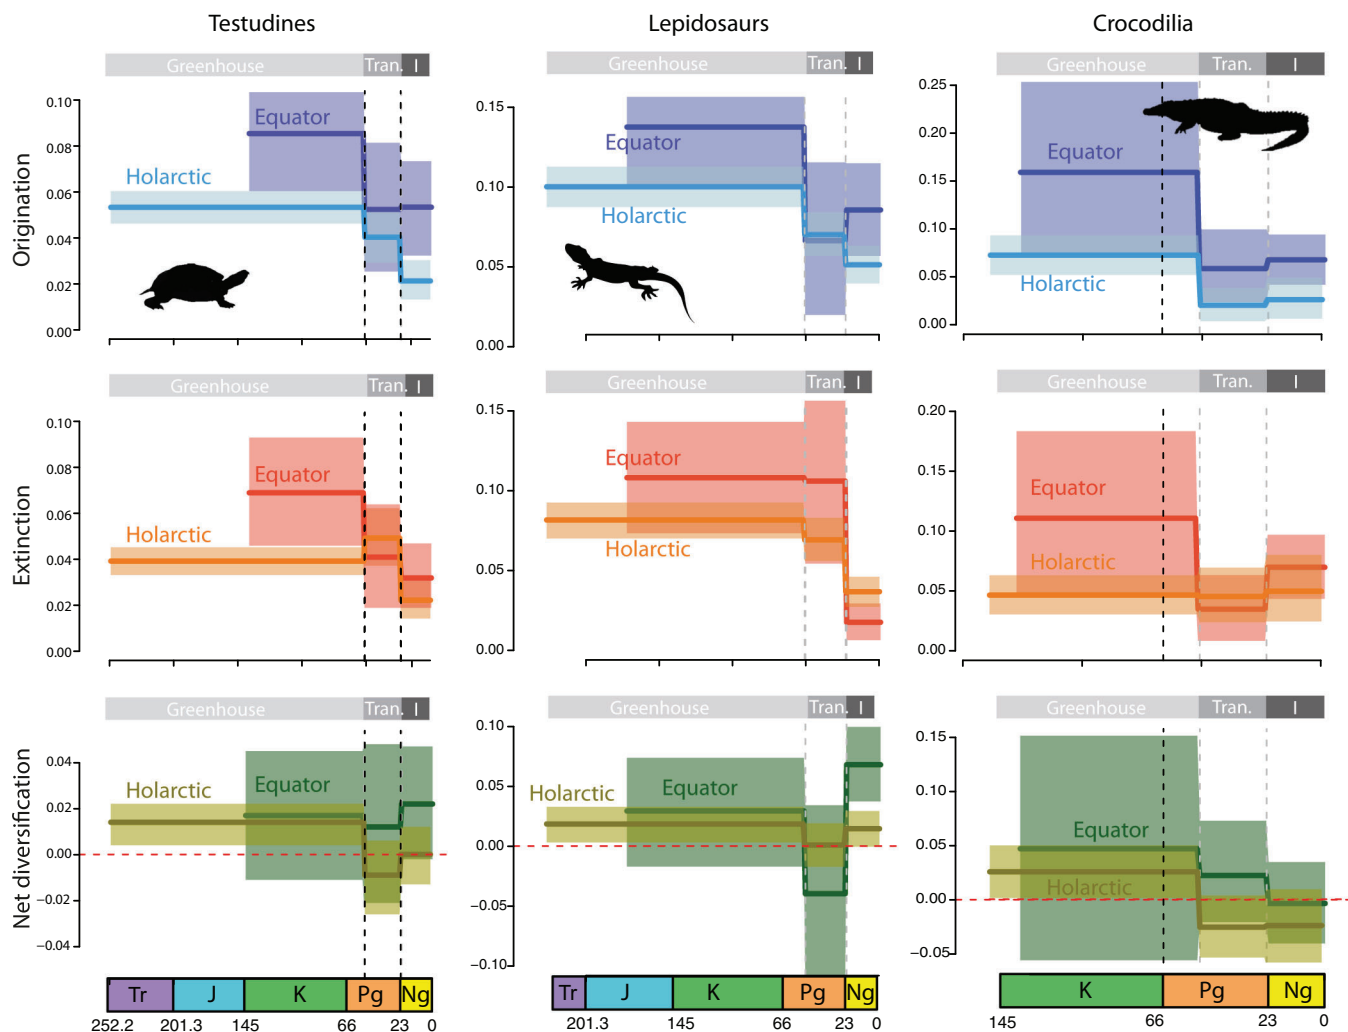 Testudines
Lepidosaurs
Crocodilia
Greenhouse Tran. I
Greenhouse Tran. I
Greenhouse Tran. I
Origination
0.10
0.08
0.06
0.04
0.02
0.00
Equator
Holarctic
0.15
0.10
0.05
0.00
Equator
Holarctic
0.25
0.20
0.15
0.10
0.05
0.00
Equator
Holarctic
Greenhouse Tran. I
Greenhouse Tran. I
Greenhouse Tran. I
Extinction
0.10
0.08
0.06
0.04
0.02
0.00
Equator
Holarctic
0.15
0.10
0.05
0.00
Equator
Holarctic
0.20
0.15
0.10
0.05
0.00
Equator
Holarctic
Greenhouse Tran. I
Greenhouse Tran. I
Greenhouse Tran. I
Net diversification
0.04
0.02
0.00
−0.02
−0.04
Holarctic
Equator
0.10
0.05
0.00
−0.05
−0.10
Holarctic
Equator
0.15
0.10
0.05
0.00
−0.05
Equator
Holarctic
Tr J K Pg Ng
252.2 201.3 145 66 23 0
Tr J K Pg Ng
201.3 145 66 23 0
K Pg Ng
145 66 23 0